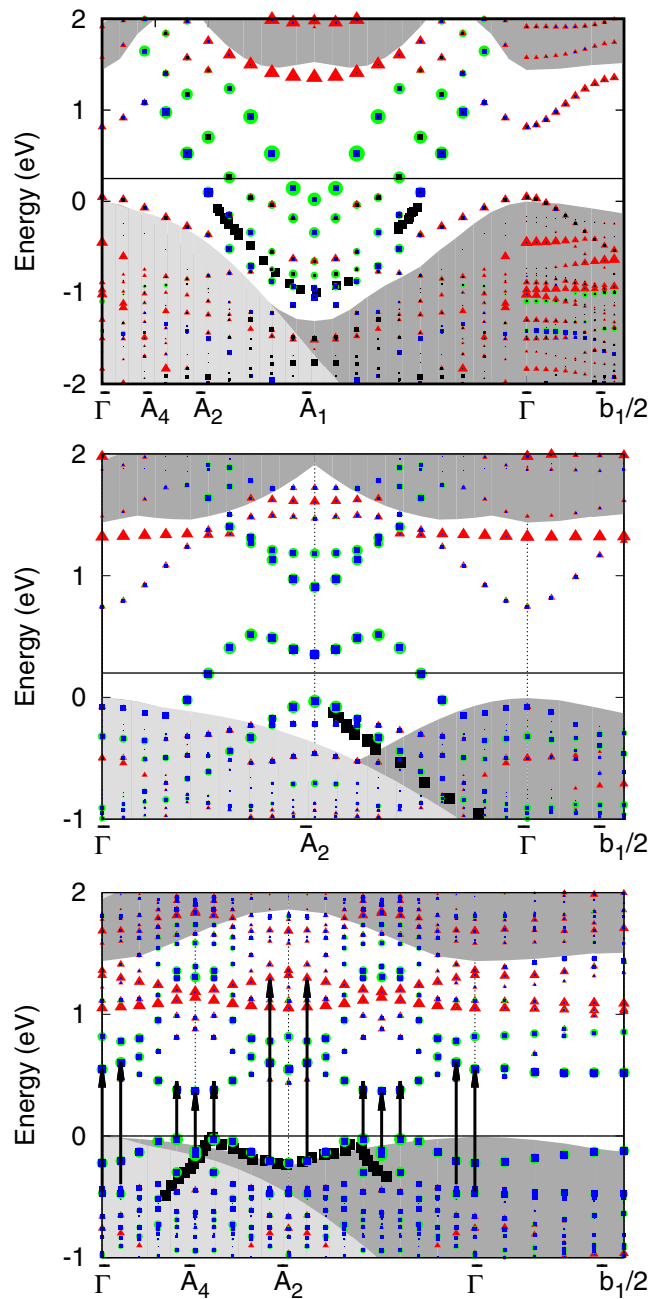 2
1
0
-1
-2
Energy (eV)
Γ̄ Ā4 Ā2 Ā1 Γ̄ b̄1/2
2
1
0
-1
Energy (eV)
Γ̄ Ā2 Γ̄ b̄1/2
2
1
0
-1
Energy (eV)
Γ̄ Ā4 Ā2 Γ̄ b̄1/2